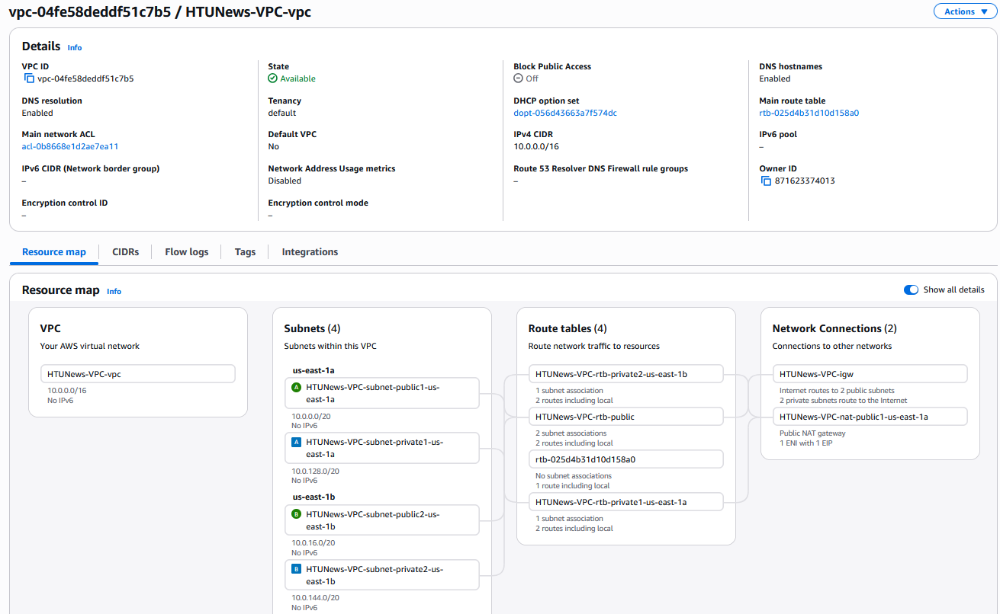 vpc-04fe58deddf51c7b5 / HTUNews-VPC-vpc
Actions
Details Info
VPC ID
vpc-04fe58deddf51c7b5
State
Available
Block Public Access
Off
DNS hostnames
Enabled
DNS resolution
Enabled
Tenancy
default
DHCP option set
dopt-056d43663a7f574dc
Main route table
rtb-025d4b31d10d158a0
Main network ACL
acl-0b8668e1d2ae7ea11
Default VPC
No
IPv4 CIDR
10.0.0.0/16
IPv6 pool
–
IPv6 CIDR (Network border group)
–
Network Address Usage metrics
Disabled
Route 53 Resolver DNS Firewall rule groups
–
Owner ID
871623374013
Encryption control ID
–
Encryption control mode
–
Resource map
CIDRs
Flow logs
Tags
Integrations
Resource map Info
Show all details
VPC
Your AWS virtual network
HTUNews-VPC-vpc
10.0.0.0/16
No IPv6
Subnets (4)
Subnets within this VPC
us-east-1a
A
HTUNews-VPC-subnet-public1-us-
east-1a
10.0.0.0/20
No IPv6
A
HTUNews-VPC-subnet-private1-us-
east-1a
10.0.128.0/20
No IPv6
us-east-1b
B
HTUNews-VPC-subnet-public2-us-
east-1b
10.0.16.0/20
No IPv6
B
HTUNews-VPC-subnet-private2-us-
east-1b
10.0.144.0/20
No IPv6
Route tables (4)
Route network traffic to resources
HTUNews-VPC-rtb-private2-us-east-1b
1 subnet association
2 routes including local
HTUNews-VPC-rtb-public
2 subnet associations
2 routes including local
rtb-025d4b31d10d158a0
No subnet associations
1 route including local
HTUNews-VPC-rtb-private1-us-east-1a
1 subnet association
2 routes including local
Network Connections (2)
Connections to other networks
HTUNews-VPC-igw
Internet routes to 2 public subnets
2 private subnets route to the Internet
HTUNews-VPC-nat-public1-us-east-1a
Public NAT gateway
1 ENI with 1 EIP